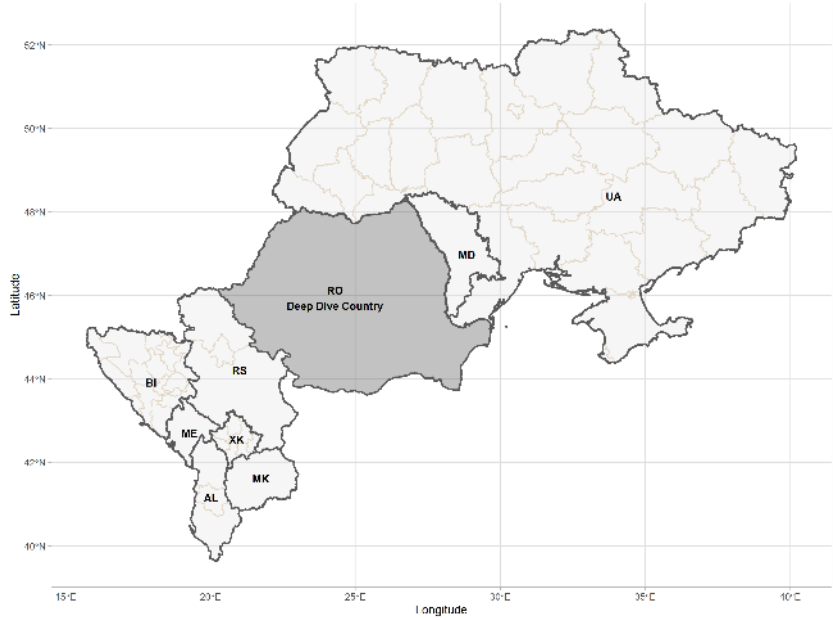 52°N
50°N
48°N
46°N
44°N
42°N
40°N
Latitude
UA
MD
RO
Deep Dive Country
RS
BI
ME
XK
MK
AL
15°E
20°E
25°E
30°E
35°E
40°E
Longitude